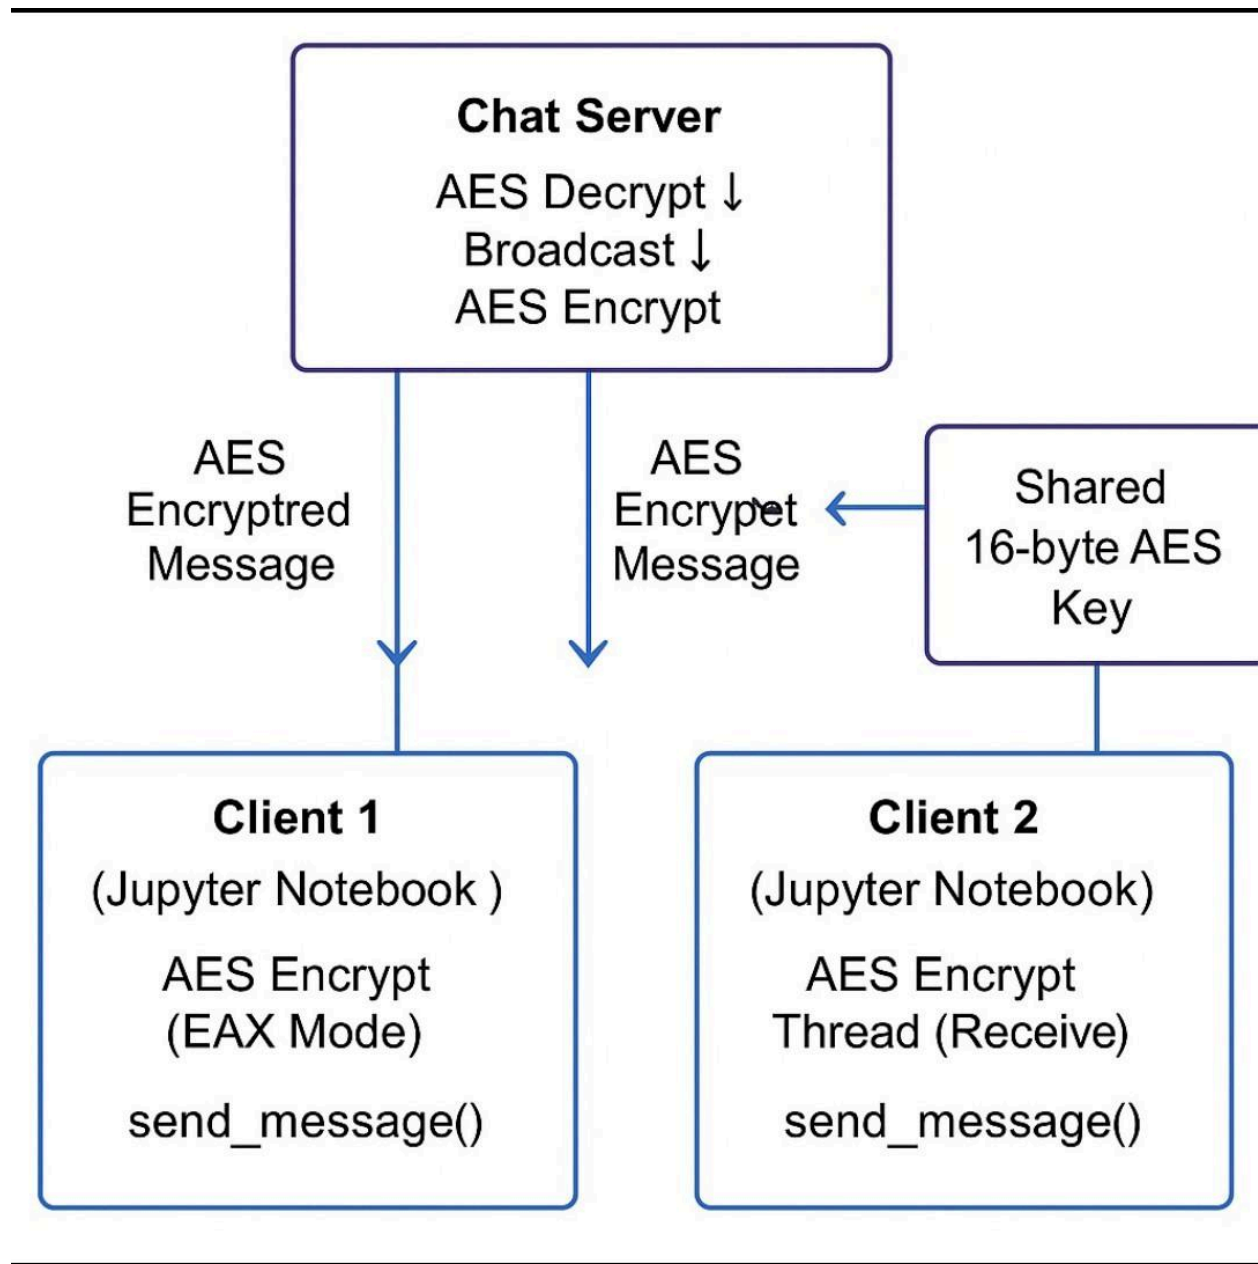 Chat Server
AES Decrypt ↓
Broadcast ↓
AES Encrypt
AES
Encryptred
Message
AES
Encrypet
Message
Shared
16-byte AES
Key
Client 1
(Jupyter Notebook )
AES Encrypt
(EAX Mode)
send_message()
Client 2
(Jupyter Notebook)
AES Encrypt
Thread (Receive)
send_message()